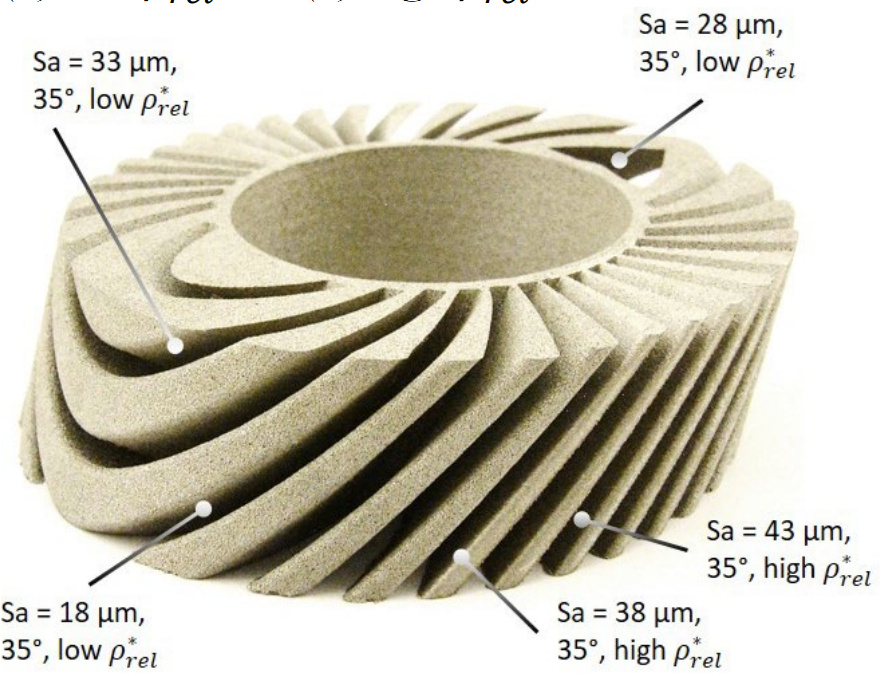 Sa = 28 µm,
35°, low ρ*rel
Sa = 33 µm,
35°, low ρ*rel
Sa = 43 µm,
35°, high ρ*rel
Sa = 18 µm,
35°, low ρ*rel
Sa = 38 µm,
35°, high ρ*rel